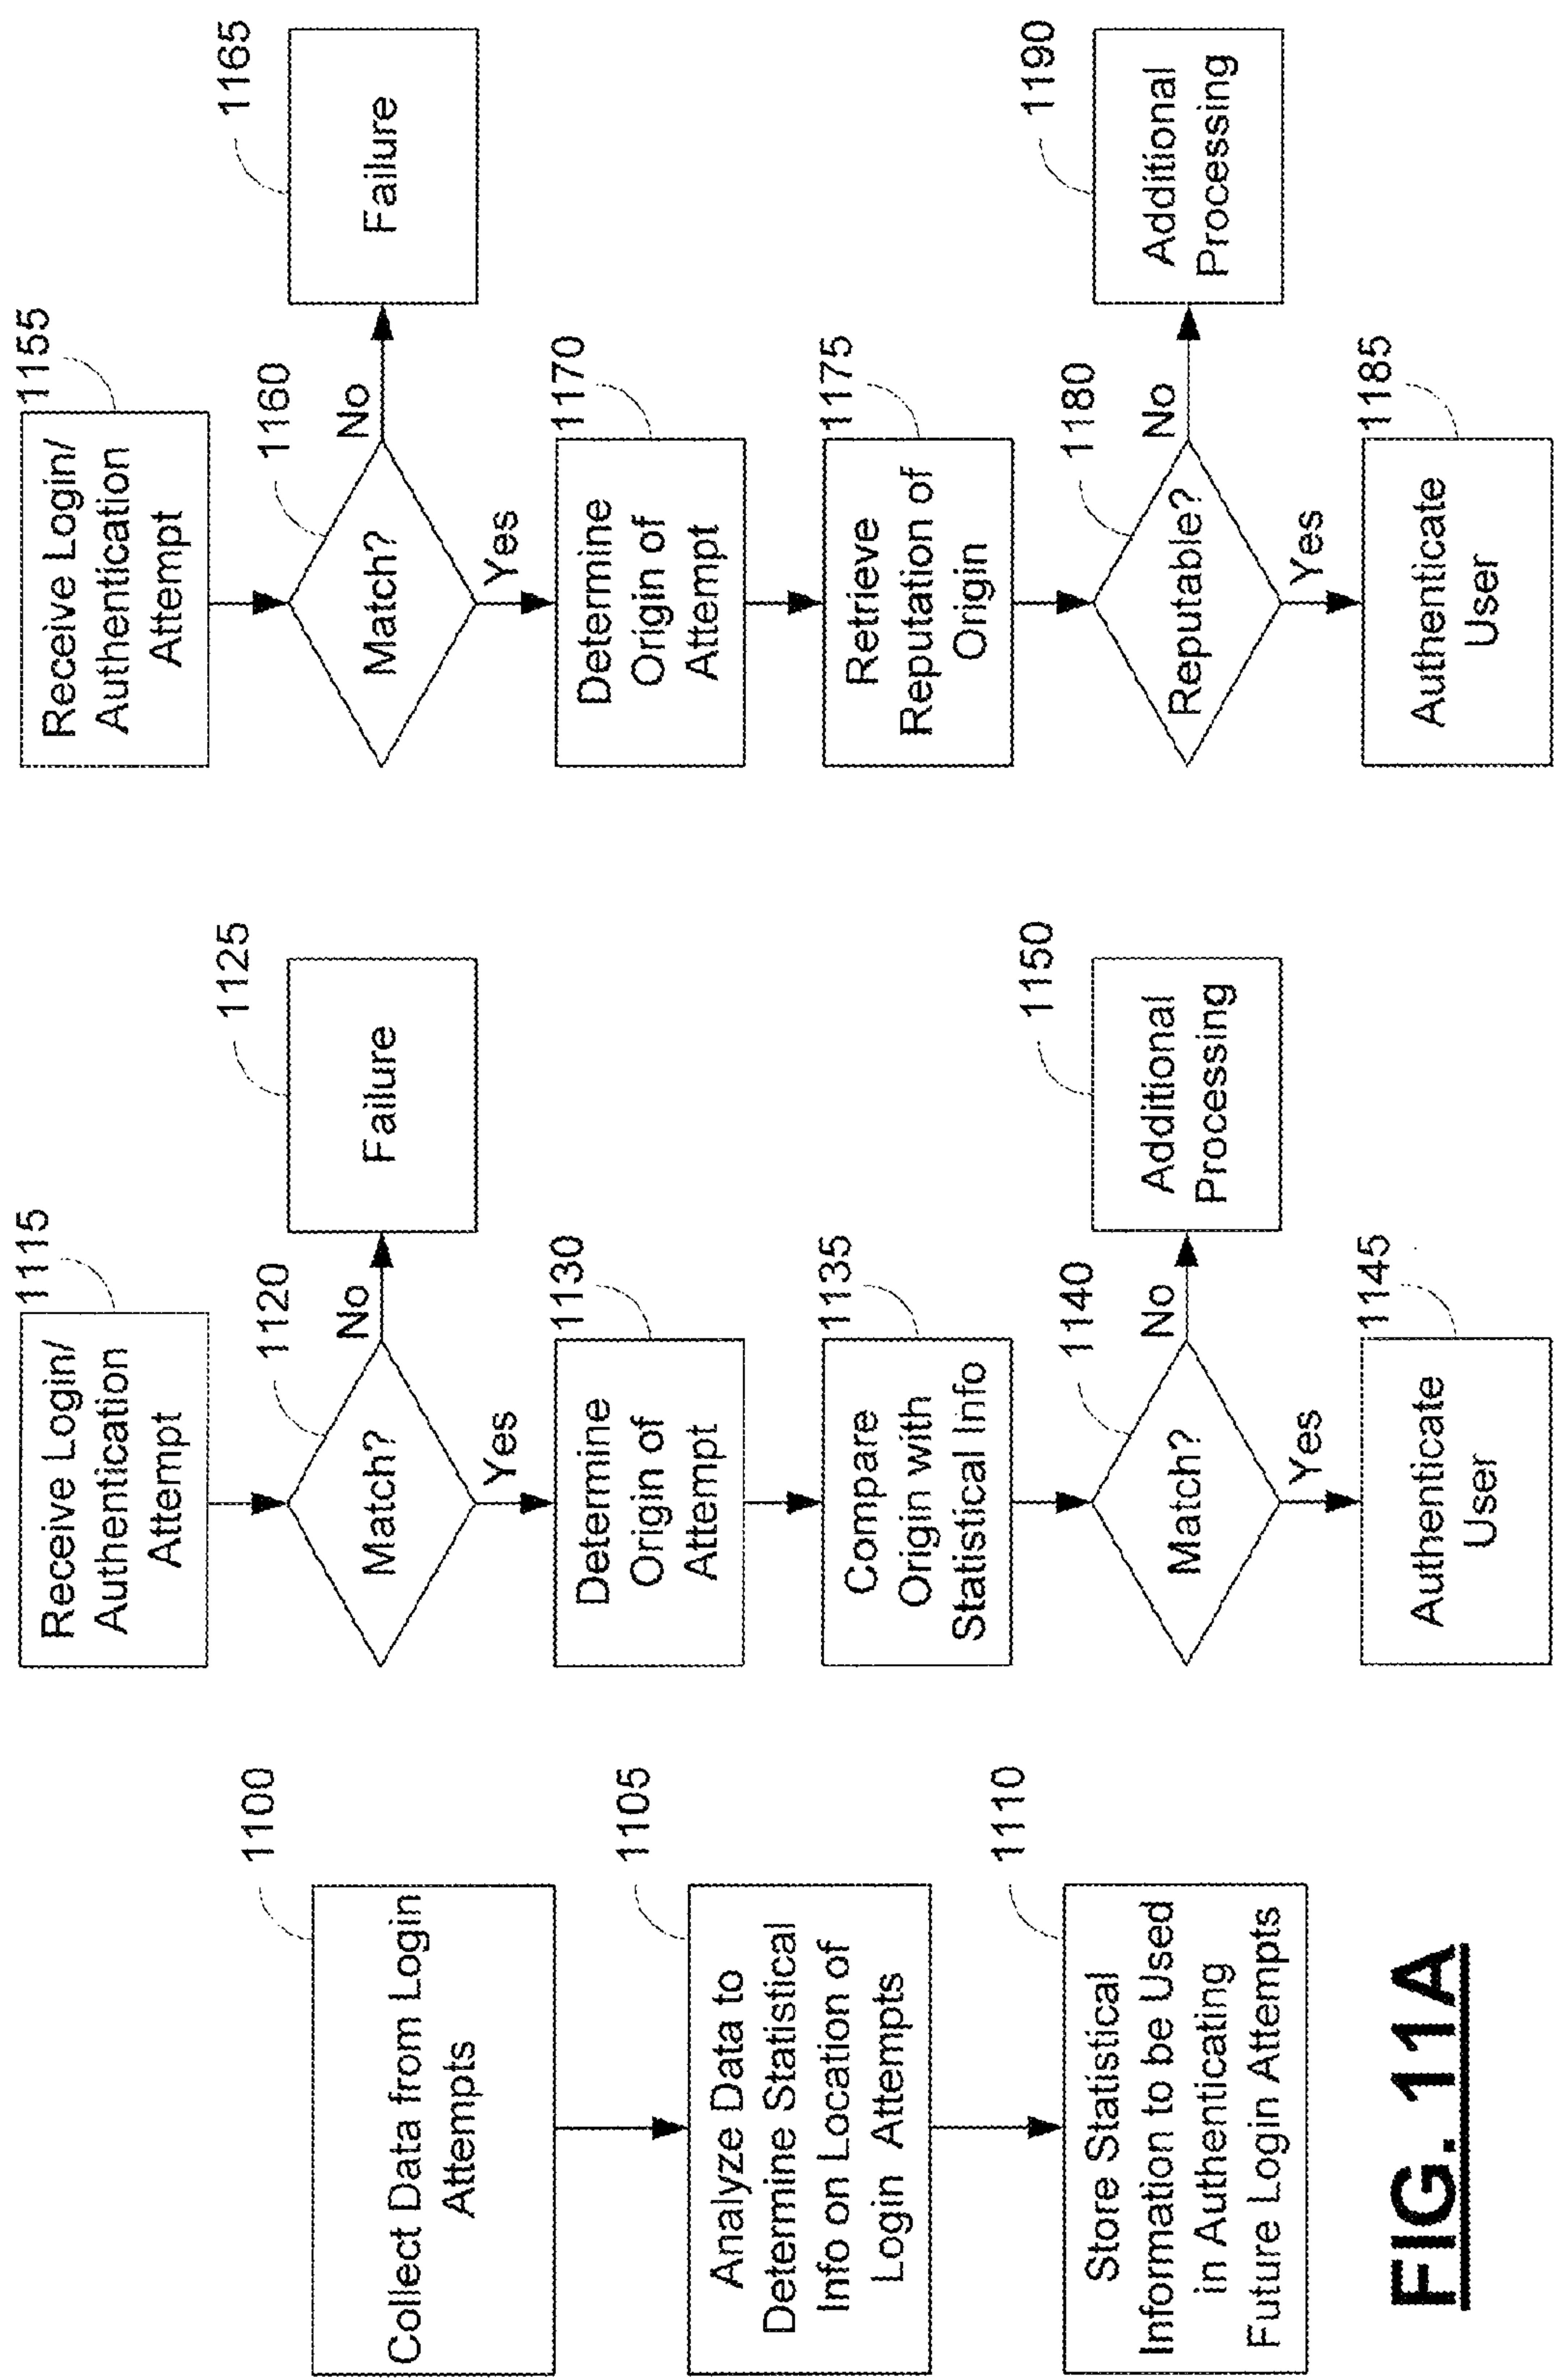 1100
Collect Data from Login
Attempts
1105
Analyze Data to
Determine Statistical
Info on Location of
Login Attempts
1110
Store Statistical
Information to be Used
in Authenticating
Future Login Attempts
1115
Receive Login/
Authentication
Attempt
1120
Match?
No
1125
Failure
Yes
1130
Determine
Origin of
Attempt
1135
Compare
Origin with
Statistical Info
1140
Match?
No
1150
Additional
Processing
Yes
1145
Authenticate
User
1155
Receive Login/
Authentication
Attempt
1160
Match?
No
1165
Failure
Yes
1170
Determine
Origin of
Attempt
1175
Retrieve
Reputation of
Origin
1180
Reputable?
No
1190
Additional
Processing
Yes
1185
Authenticate
User
FIG. 11A